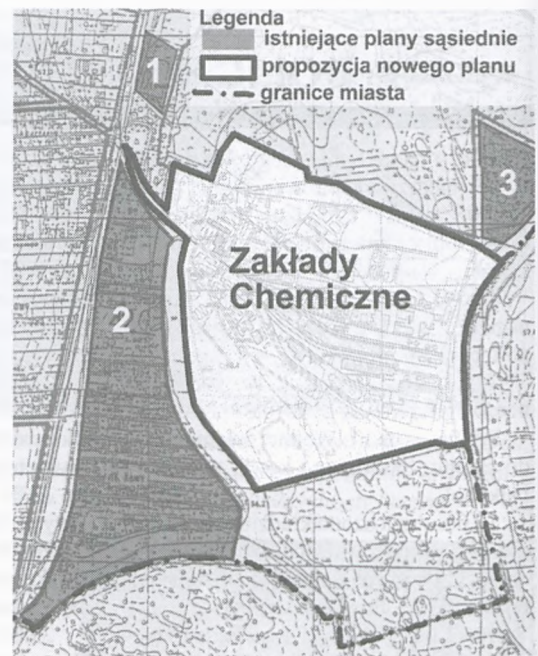 Legenda
istniejące plany sąsiednie
propozycja nowego planu
granice miasta
1
3
Zakłady
Chemiczne
2